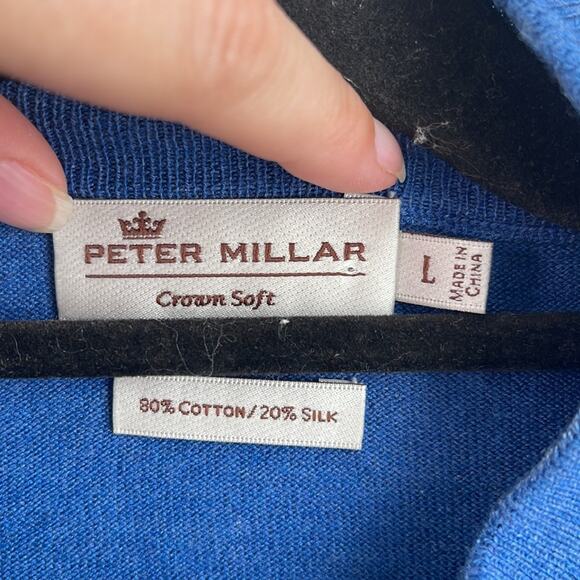 PETER MILLAR
Crown Soft
L
MADE IN
CHINA
80% COTTON/20% SILK